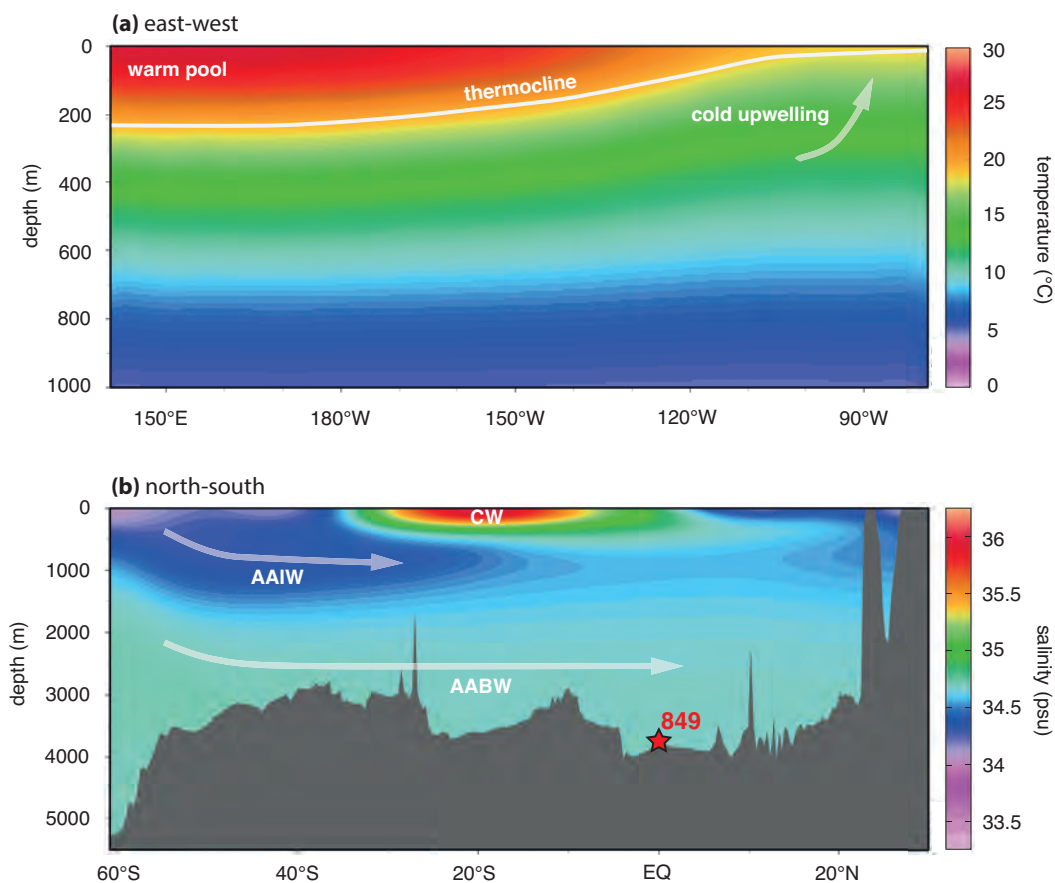 (a) east-west
0
200
400
600
800
1000
depth (m)
warm pool
thermocline
cold upwelling
150°E
180°W
150°W
120°W
90°W
30
25
20
15
10
5
0
temperature (°C)
(b) north-south
0
1000
2000
3000
4000
5000
depth (m)
CW
AAIW
AABW
849
60°S
40°S
20°S
EQ
20°N
36
35.5
35
34.5
34
33.5
salinity (psu)